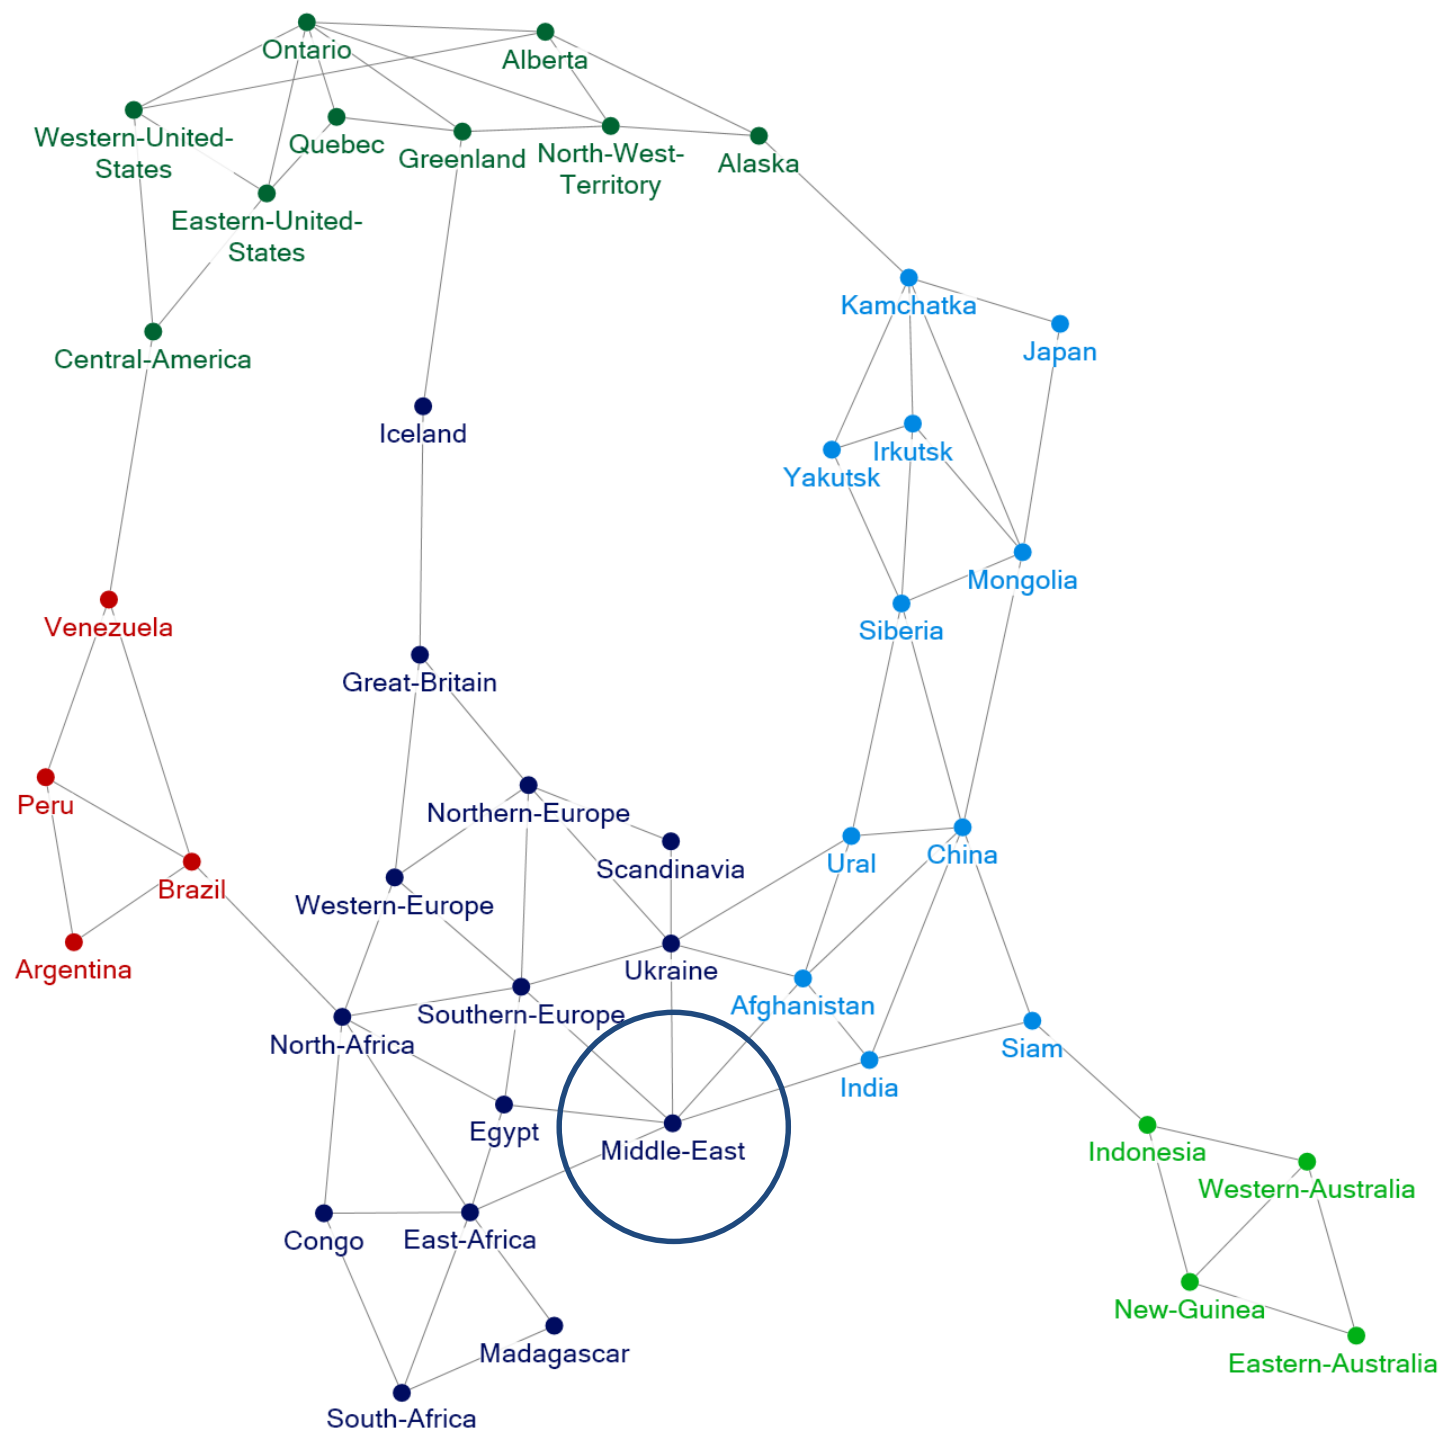 Ontario
Alberta
Western-United-
States
Quebec
Greenland
North-West-
Territory
Alaska
Eastern-United-
States
Kamchatka
Japan
Central-America
Iceland
Irkutsk
Yakutsk
Mongolia
Venezuela
Siberia
Great-Britain
Peru
Northern-Europe
Scandinavia
Ural
China
Brazil
Western-Europe
Argentina
Ukraine
Afghanistan
Southern-Europe
North-Africa
Siam
India
Egypt
Middle-East
Indonesia
Western-Australia
Congo
East-Africa
New-Guinea
Madagascar
Eastern-Australia
South-Africa